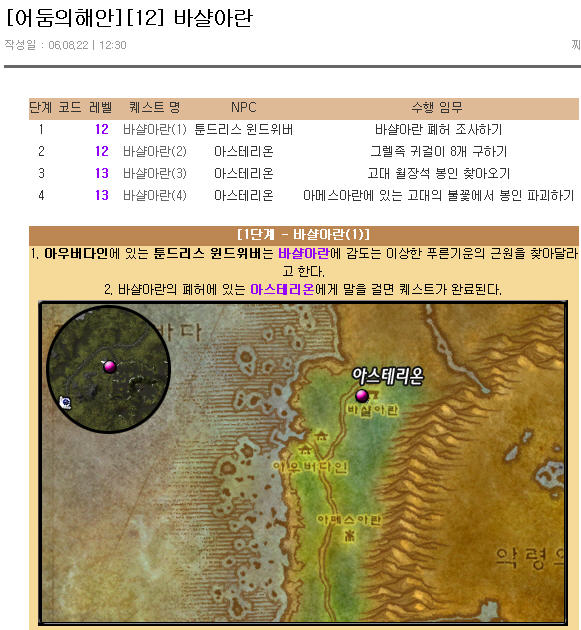 [어둠의해안][12] 바샬아란
작성일 : 06.08.22 | 12:30
단계 코드 레벨 퀘스트 명 NPC 수행 임무
1 12 바샬아란(1) 툰드리스 윈드위버 바샬아란 폐허 조사하기
2 12 바샬아란(2) 아스테리온 그렐족 귀걸이 8개 구하기
3 13 바샬아란(3) 아스테리온 고대 월장석 봉인 찾아오기
4 13 바샬아란(4) 아스테리온 아메스아란에 있는 고대의 불꽃에서 봉인 파괴하기
[1단계 - 바샬아란(1)]
1. 아우버다인에 있는 툰드리스 윈드위버는 바샬아란에 감도는 이상한 푸른기운의 근원을 찾아달라
고 한다.
2. 바샬아란의 폐허에 있는 아스테리온에게 말을 걸면 퀘스트가 완료된다.
바다
아스테리온
바샬아란
아우버다인
아메스아란
악령의